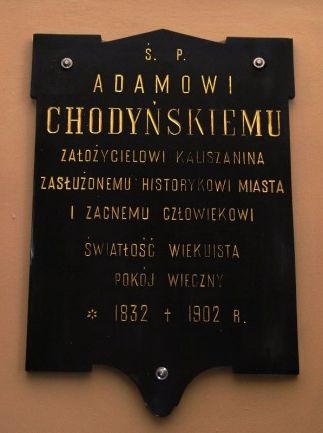 Ś. P.
ADAMOWI
CHODYŃSKIEMU
ZAŁOŻYCIELOWI KALISZANINA
ZASŁUŻONEMU HISTORYKOWI MIASTA
I ZACNEMU CZŁOWIEKOWI
ŚWIATŁOŚĆ WIEKUISTA
POKÓJ WIECZNY
* 1832 † 1902 R.